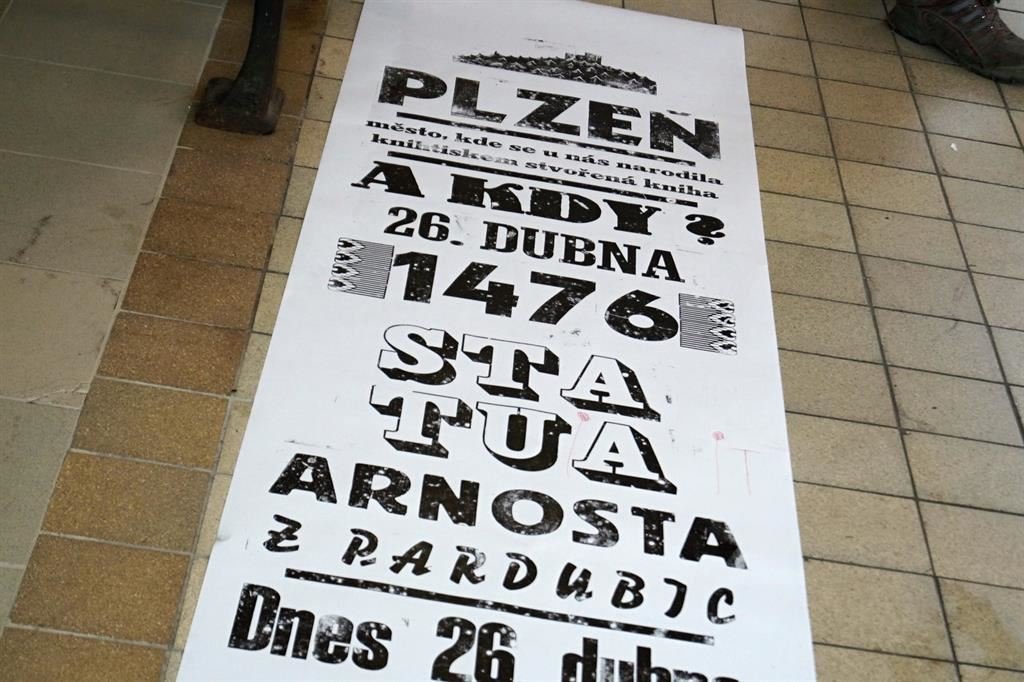 PLZEŇ
město, kde se u nás narodila
knihtiskem stvořená kniha
A KDY?
26. DUBNA
1476
STA
TUA
ARNOSTA
Z PARDUBIC
Dnes 26 dubna